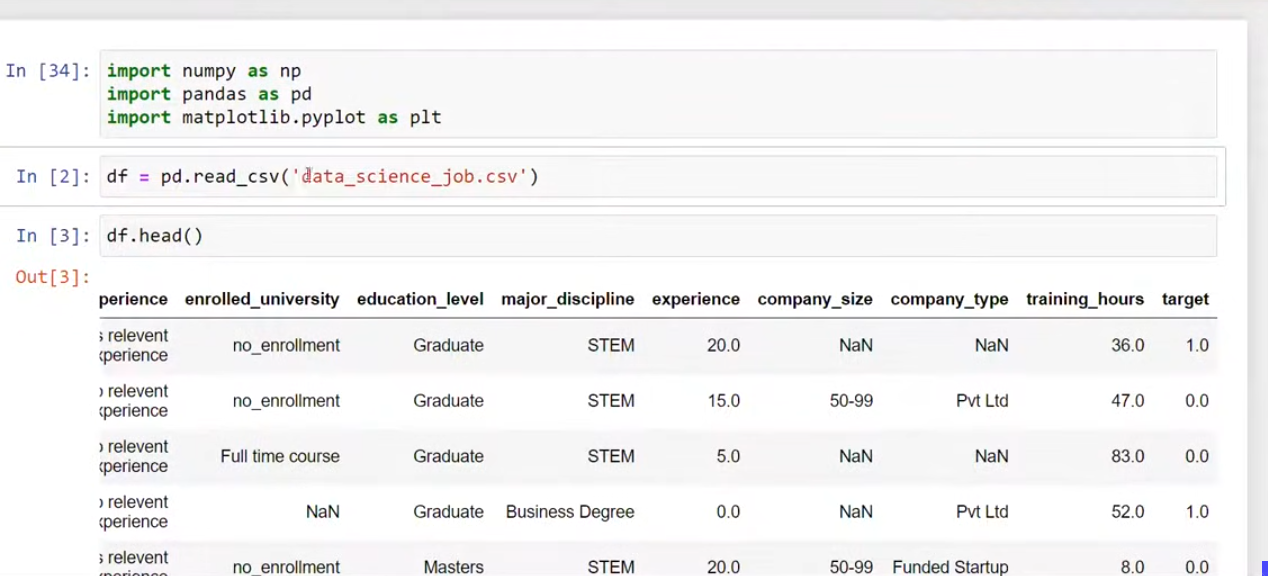 In [34]: import numpy as np
import pandas as pd
import matplotlib.pyplot as plt
In [2]: df = pd.read_csv('data_science_job.csv')
In [3]: df.head()
Out[3]:
perience enrolled_university education_level major_discipline experience company_size company_type training_hours target
s relevent
xperience no_enrollment Graduate STEM 20.0 NaN NaN 36.0 1.0
relevent
xperience no_enrollment Graduate STEM 15.0 50-99 Pvt Ltd 47.0 0.0
relevent
xperience Full time course Graduate STEM 5.0 NaN NaN 83.0 0.0
relevent
xperience NaN Graduate Business Degree 0.0 NaN Pvt Ltd 52.0 1.0
s relevent
no_enrollment Masters STEM 20.0 50-99 Funded Startup 8.0 0.0